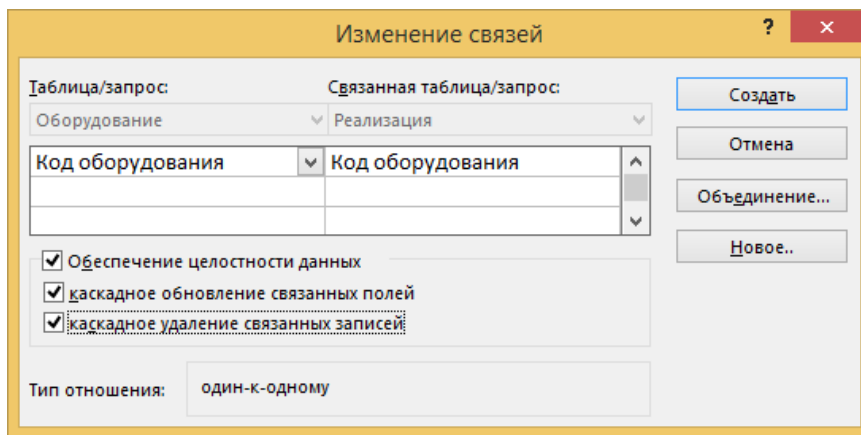 Изменение связей
?
×
Таблица/запрос:
Связанная таблица/запрос:
Оборудование
Реализация
Код оборудования
Код оборудования
Обеспечение целостности данных
каскадное обновление связанных полей
каскадное удаление связанных записей
Тип отношения:
один-к-одному
Создать
Отмена
Объединение...
Новое..